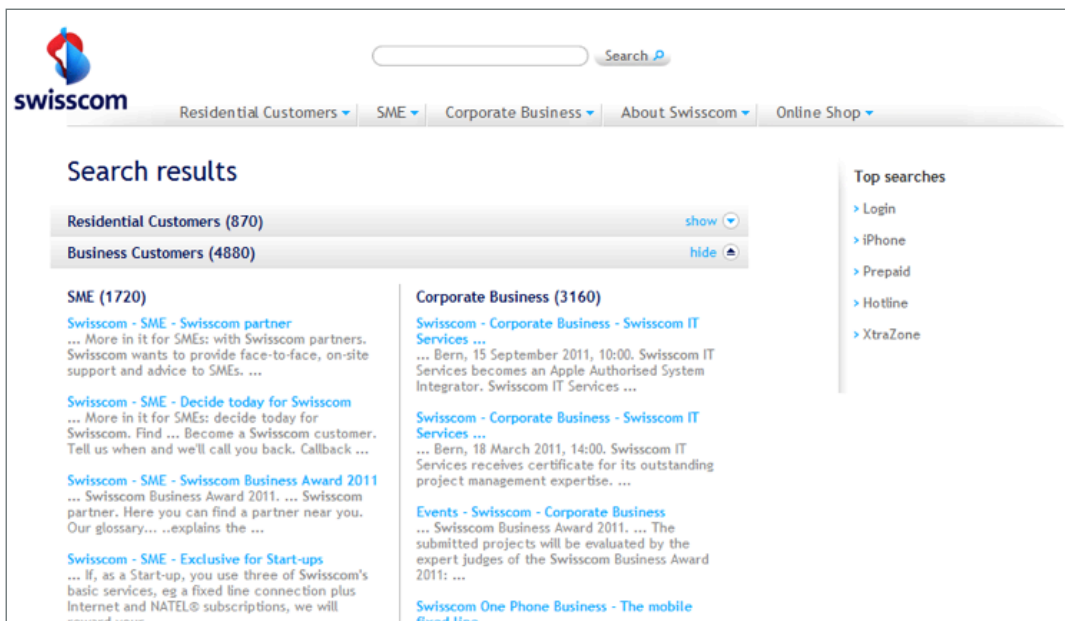 swisscom
Search
Residential Customers
SME
Corporate Business
About Swisscom
Online Shop
Search results
Residential Customers (870)
show
Business Customers (4880)
hide
SME (1720)
Swisscom - SME - Swisscom partner
... More in it for SMEs: with Swisscom partners.
Swisscom wants to provide face-to-face, on-site
support and advice to SMEs. ...
Swisscom - SME - Decide today for Swisscom
... More in it for SMEs: decide today for
Swisscom. Find ... Become a Swisscom customer.
Tell us when and we'll call you back. Callback ...
Swisscom - SME - Swisscom Business Award 2011
... Swisscom Business Award 2011. ... Swisscom
partner. Here you can find a partner near you.
Our glossary... ..explains the ...
Swisscom - SME - Exclusive for Start-ups
... If, as a Start-up, you use three of Swisscom's
basic services, eg a fixed line connection plus
Internet and NATEL® subscriptions, we will
Corporate Business (3160)
Swisscom - Corporate Business - Swisscom IT
Services ...
... Bern, 15 September 2011, 10:00. Swisscom IT
Services becomes an Apple Authorised System
Integrator. Swisscom IT Services ...
Swisscom - Corporate Business - Swisscom IT
Services ...
... Bern, 18 March 2011, 14:00. Swisscom IT
Services receives certificate for its outstanding
project management expertise. ...
Events - Swisscom - Corporate Business
... Swisscom Business Award 2011. ... The
submitted projects will be evaluated by the
expert judges of the Swisscom Business Award
2011: ...
Swisscom One Phone Business - The mobile
Top searches
> Login
> iPhone
> Prepaid
> Hotline
> XtraZone